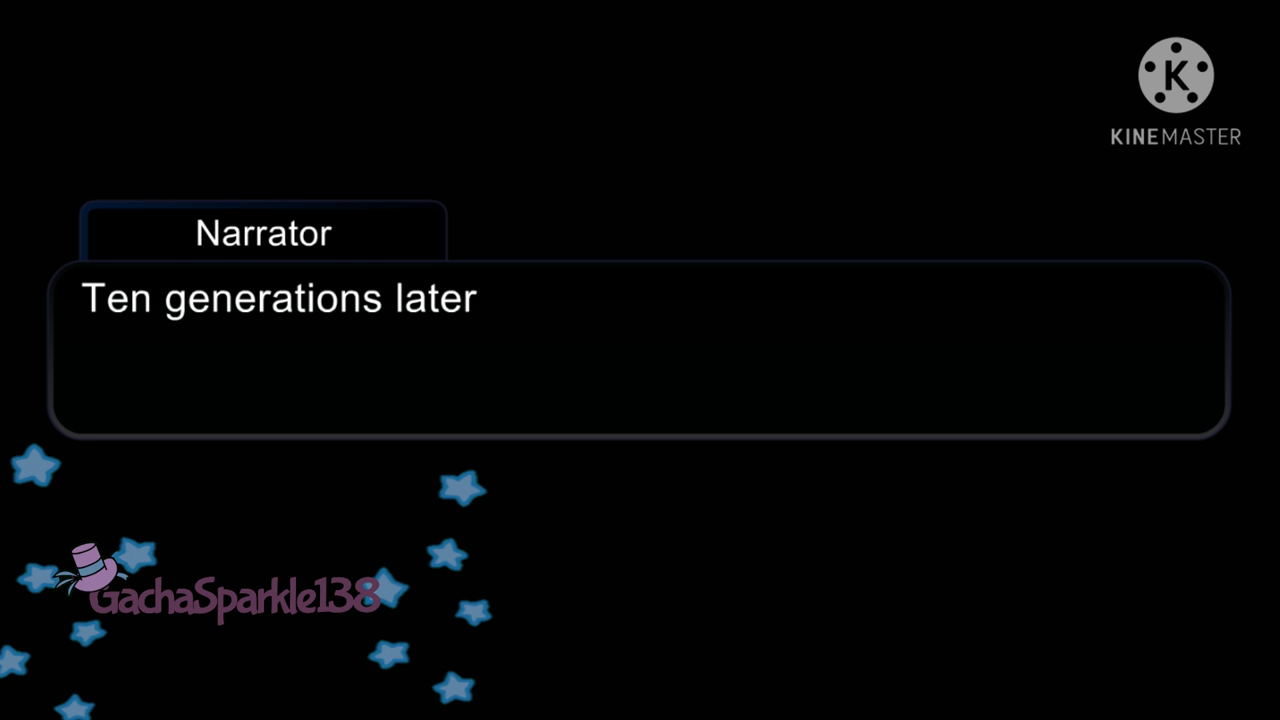 K
KINEMASTER
Narrator
Ten generations later
GachaSparkle138